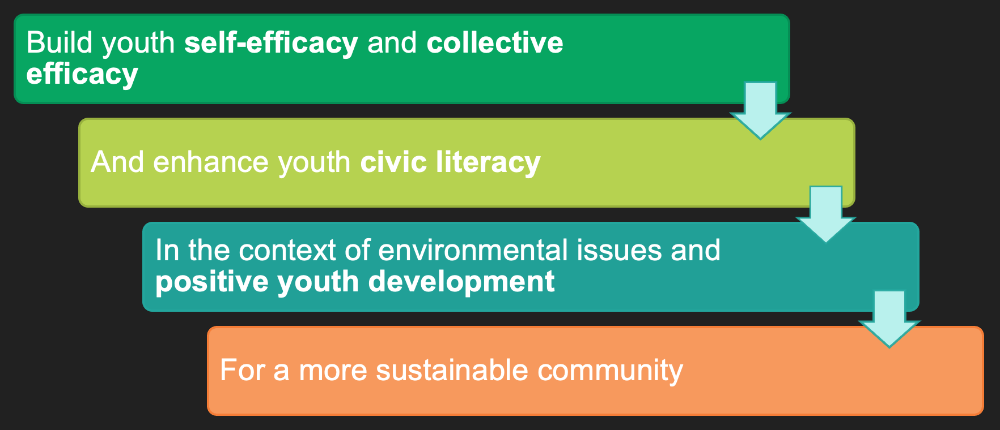 Build youth self-efficacy and collective
efficacy
And enhance youth civic literacy
In the context of environmental issues and
positive youth development
For a more sustainable community